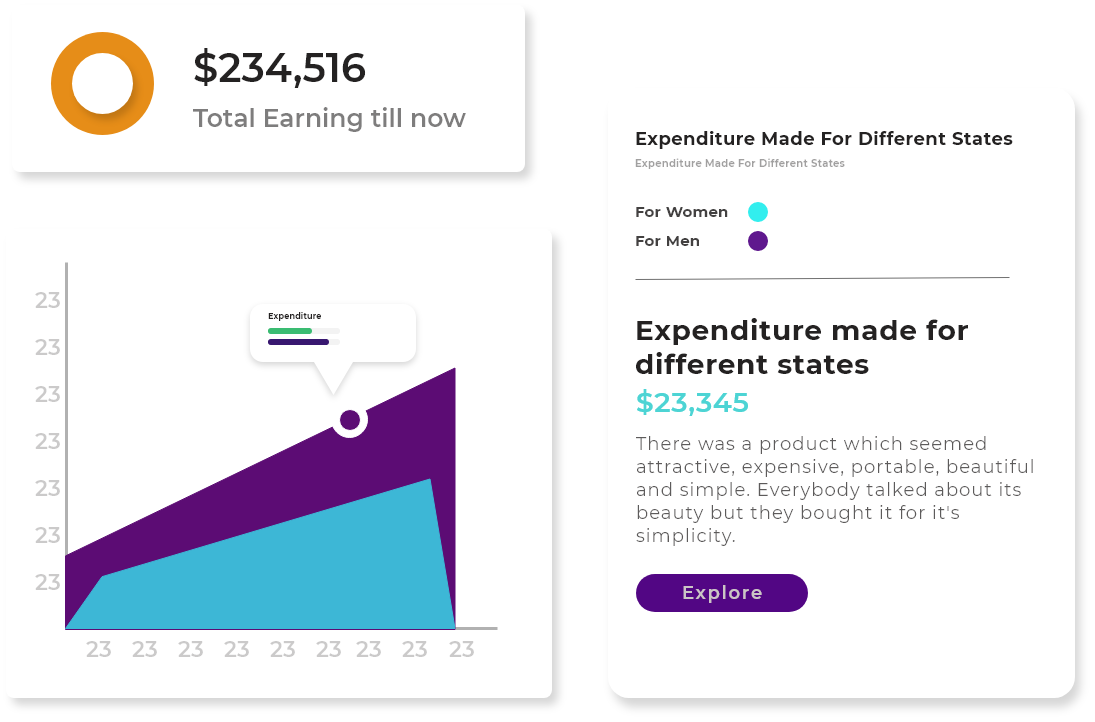 $234,516
Total Earning till now
23
23
23
23
23
23
23
Expenditure
23 23 23 23 23 23 23 23 23
Expenditure Made For Different States
Expenditure Made For Different States
For Women
For Men
Expenditure made for
different states
$23,345
There was a product which seemed
attractive, expensive, portable, beautiful
and simple. Everybody talked about its
beauty but they bought it for it's
simplicity.
Explore